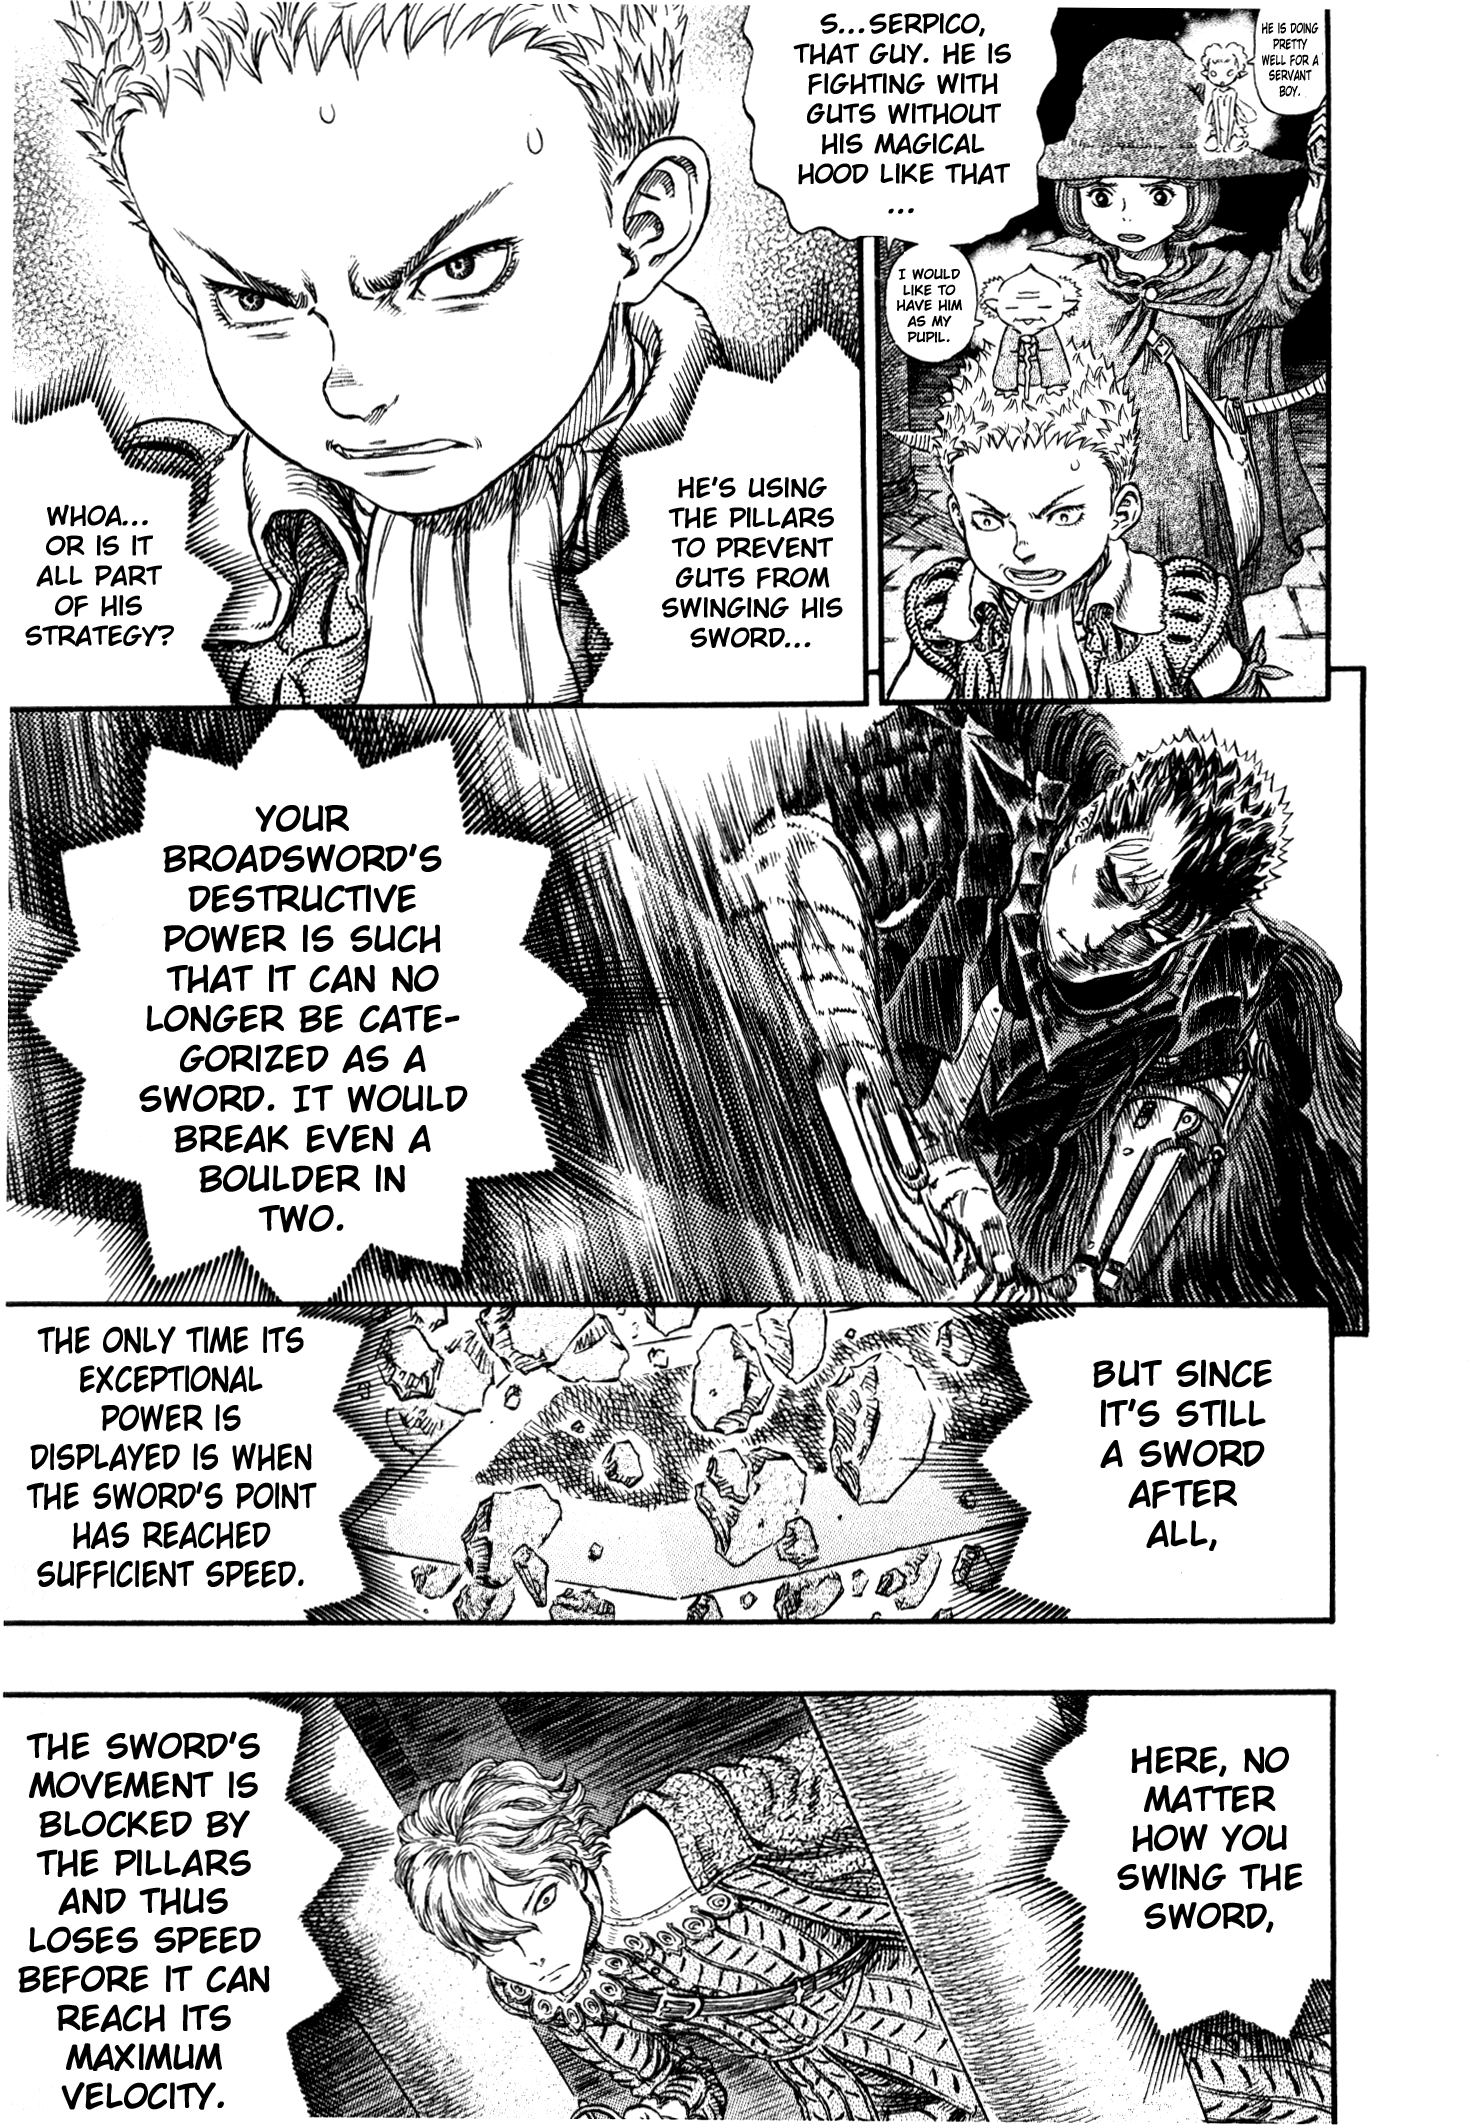 HE IS DOING
PRETTY
WELL FOR A
SERVANT
BOY.
S...SERPICO,
THAT GUY. HE IS
FIGHTING WITH
GUTS WITHOUT
HIS MAGICAL
HOOD LIKE THAT
...
I WOULD
LIKE TO
HAVE HIM
AS MY
PUPIL.
HE'S USING
THE PILLARS
TO PREVENT
GUTS FROM
SWINGING HIS
SWORD...
WHOA...
OR IS IT
ALL PART
OF HIS
STRATEGY?
YOUR
BROADSWORD'S
DESTRUCTIVE
POWER IS SUCH
THAT IT CAN NO
LONGER BE CATE-
GORIZED AS A
SWORD. IT WOULD
BREAK EVEN A
BOULDER IN
TWO.
BUT SINCE
IT'S STILL
A SWORD
AFTER
ALL,
THE ONLY TIME ITS
EXCEPTIONAL
POWER IS
DISPLAYED IS WHEN
THE SWORD'S POINT
HAS REACHED
SUFFICIENT SPEED.
HERE, NO
MATTER
HOW YOU
SWING THE
SWORD,
THE SWORD'S
MOVEMENT IS
BLOCKED BY
THE PILLARS
AND THUS
LOSES SPEED
BEFORE IT CAN
REACH ITS
MAXIMUM
VELOCITY.